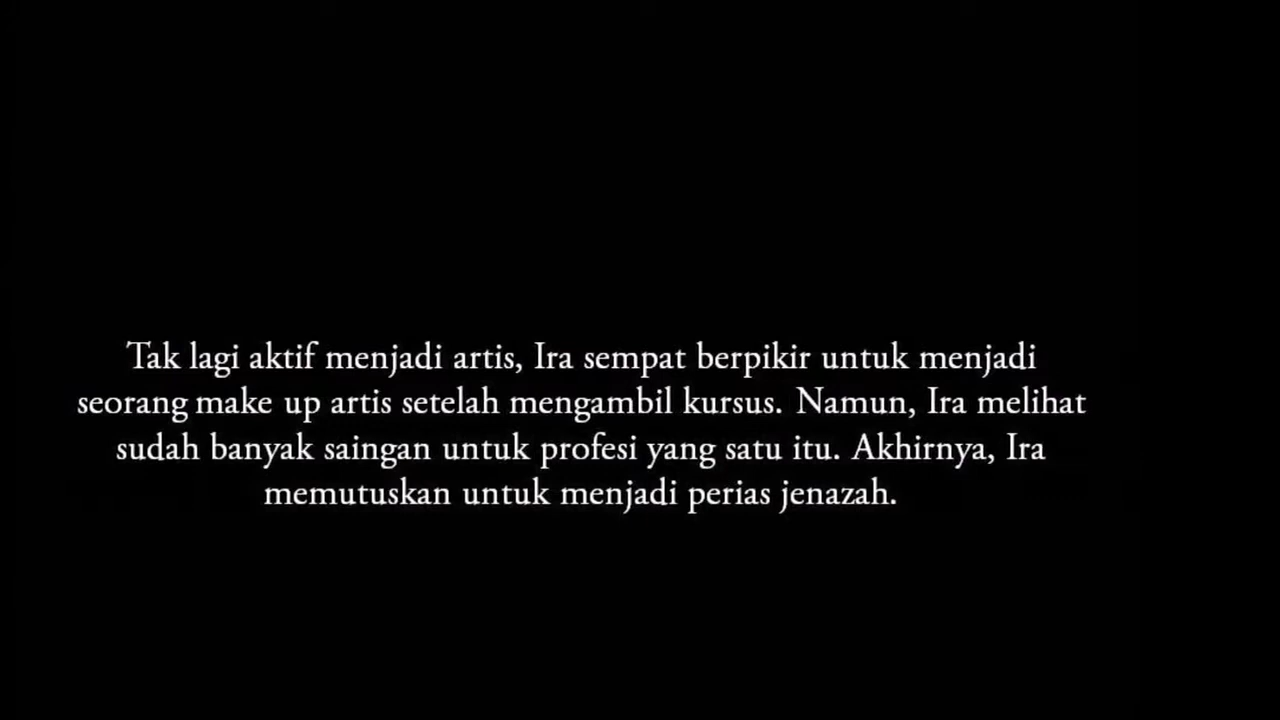 Tak lagi aktif menjadi artis, Ira sempat berpikir untuk menjadi
seorang make up artis setelah mengambil kursus. Namun, Ira melihat
sudah banyak saingan untuk profesi yang satu itu. Akhirnya, Ira
memutuskan untuk menjadi perias jenazah.